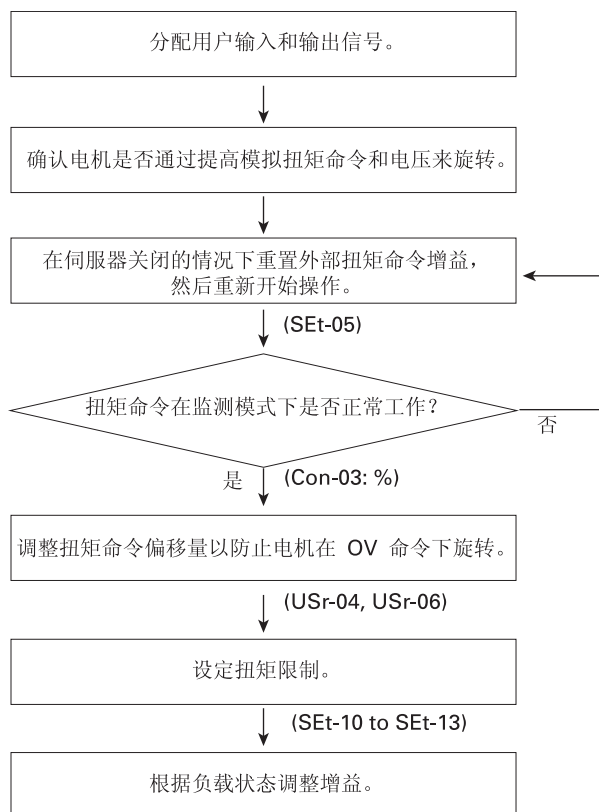 分配用户输入和输出信号。
确认电机是否通过提高模拟扭矩命令和电压来旋转。
在伺服器关闭的情况下重置外部扭矩命令增益，
然后重新开始操作。
(SEt-05)
扭矩命令在监测模式下是否正常工作？
否
是
(Con-03: %)
调整扭矩命令偏移量以防止电机在 OV 命令下旋转。
(USr-04, USr-06)
设定扭矩限制。
(SEt-10 to SEt-13)
根据负载状态调整增益。